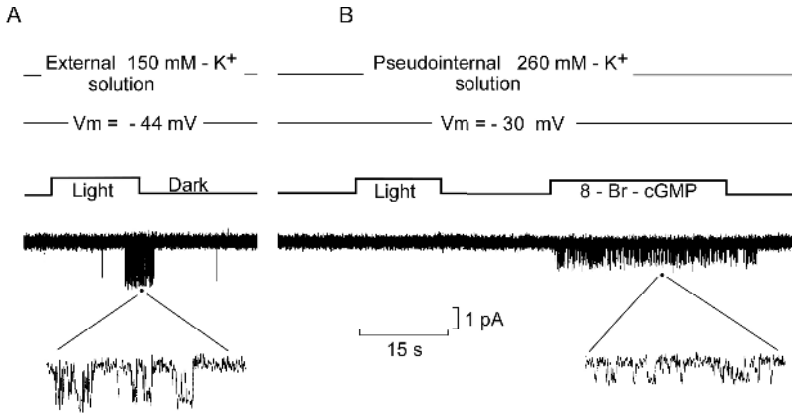 A
B
External 150 mM - K+
solution
Pseudointernal 260 mM - K+
solution
Vm = - 44 mV
Vm = - 30 mV
Light
Dark
Light
8 - Br - cGMP
1 pA
15 s